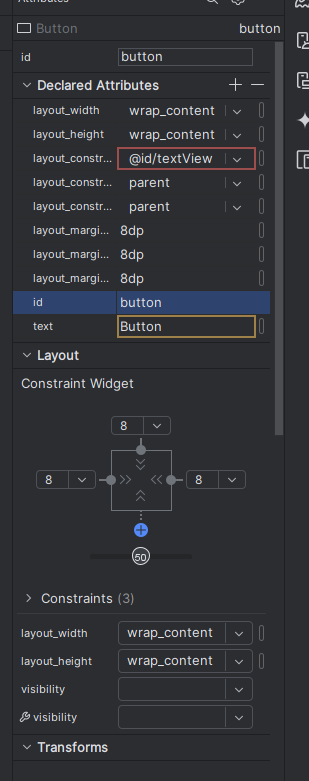 Attributes
Button button
id button
Declared Attributes
layout_width wrap_content
layout_height wrap_content
layout_constr... @id/textView
layout_constr... parent
layout_constr... parent
layout_margi... 8dp
layout_margi... 8dp
layout_margi... 8dp
id button
text Button
Layout
Constraint Widget
8
8 8
50
Constraints (3)
layout_width wrap_content
layout_height wrap_content
visibility
visibility
Transforms